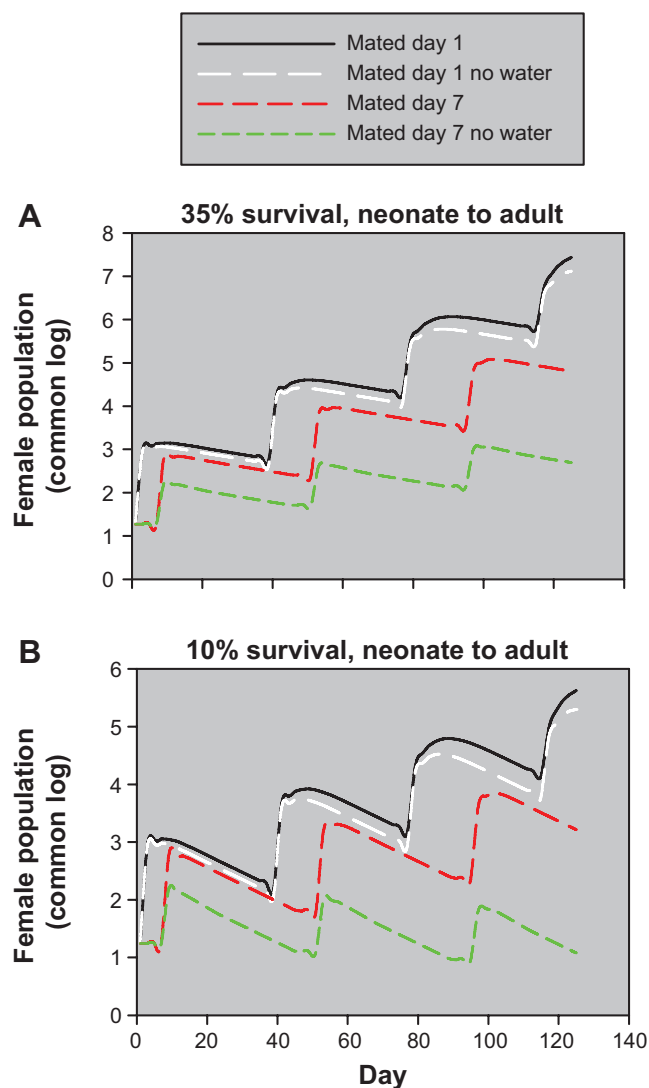 Mated day 1
Mated day 1 no water
Mated day 7
Mated day 7 no water
A
35% survival, neonate to adult
8
7
6
5
4
3
2
1
0
Female population
(common log)
B
10% survival, neonate to adult
6
5
4
3
2
1
0
Female population
(common log)
0 20 40 60 80 100 120 140
Day